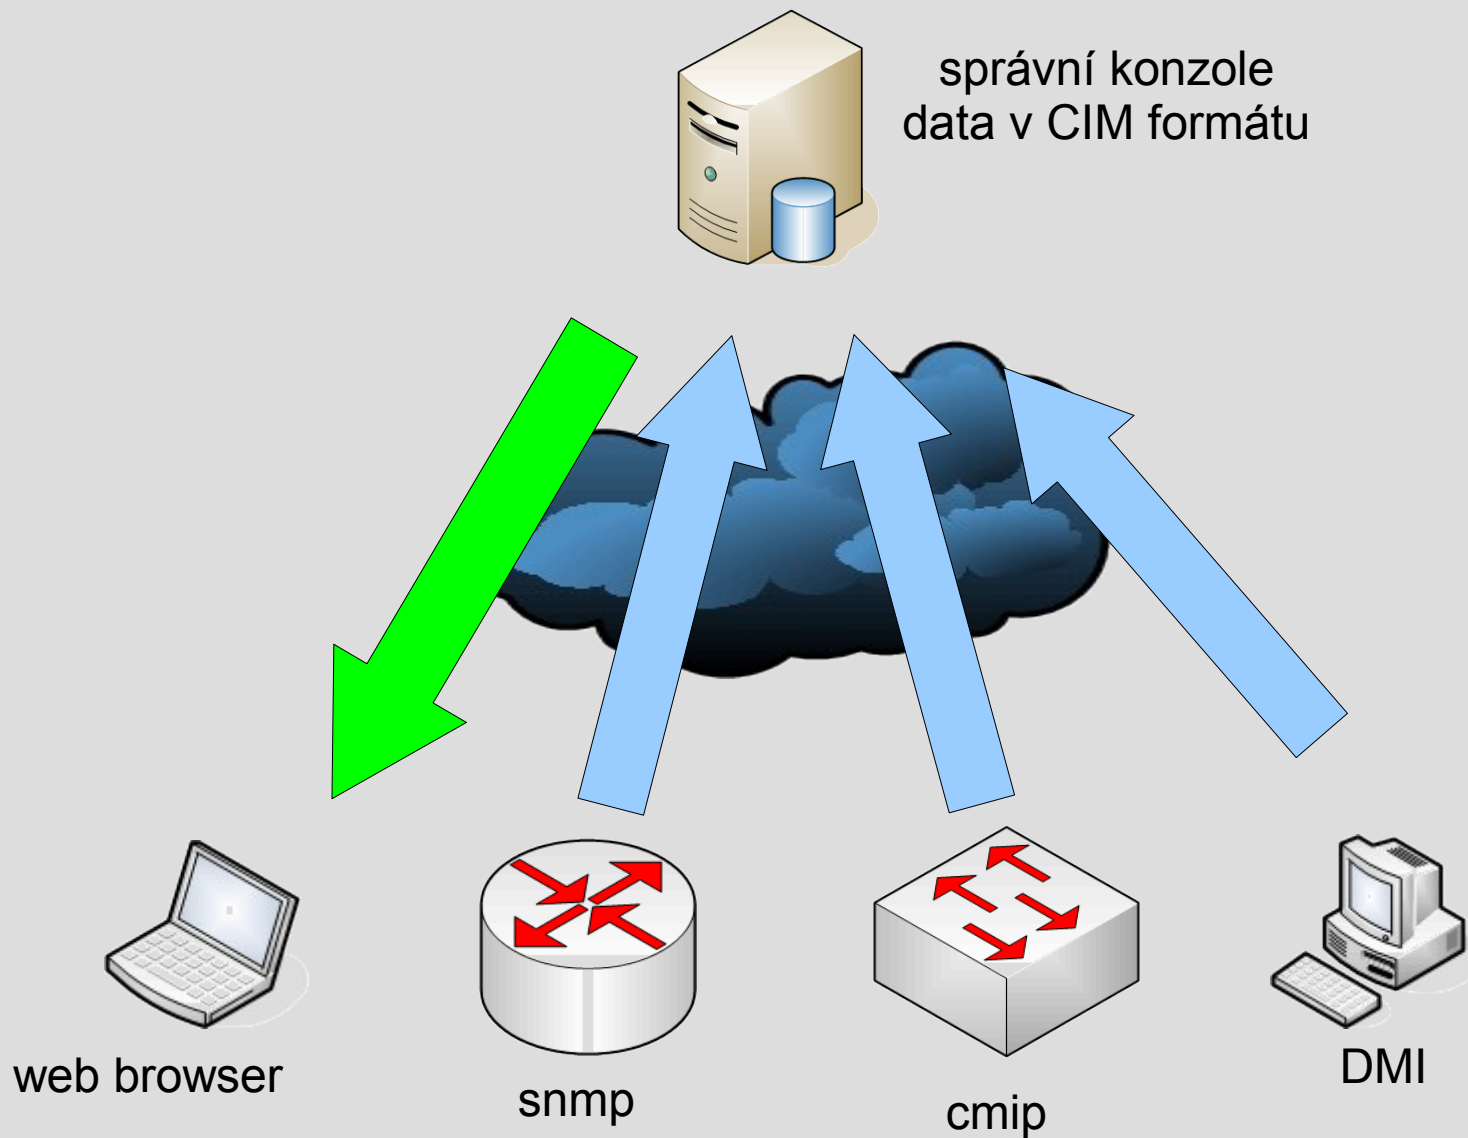 správní konzole
data v CIM formátu
web browser
snmp
cmip
DMI